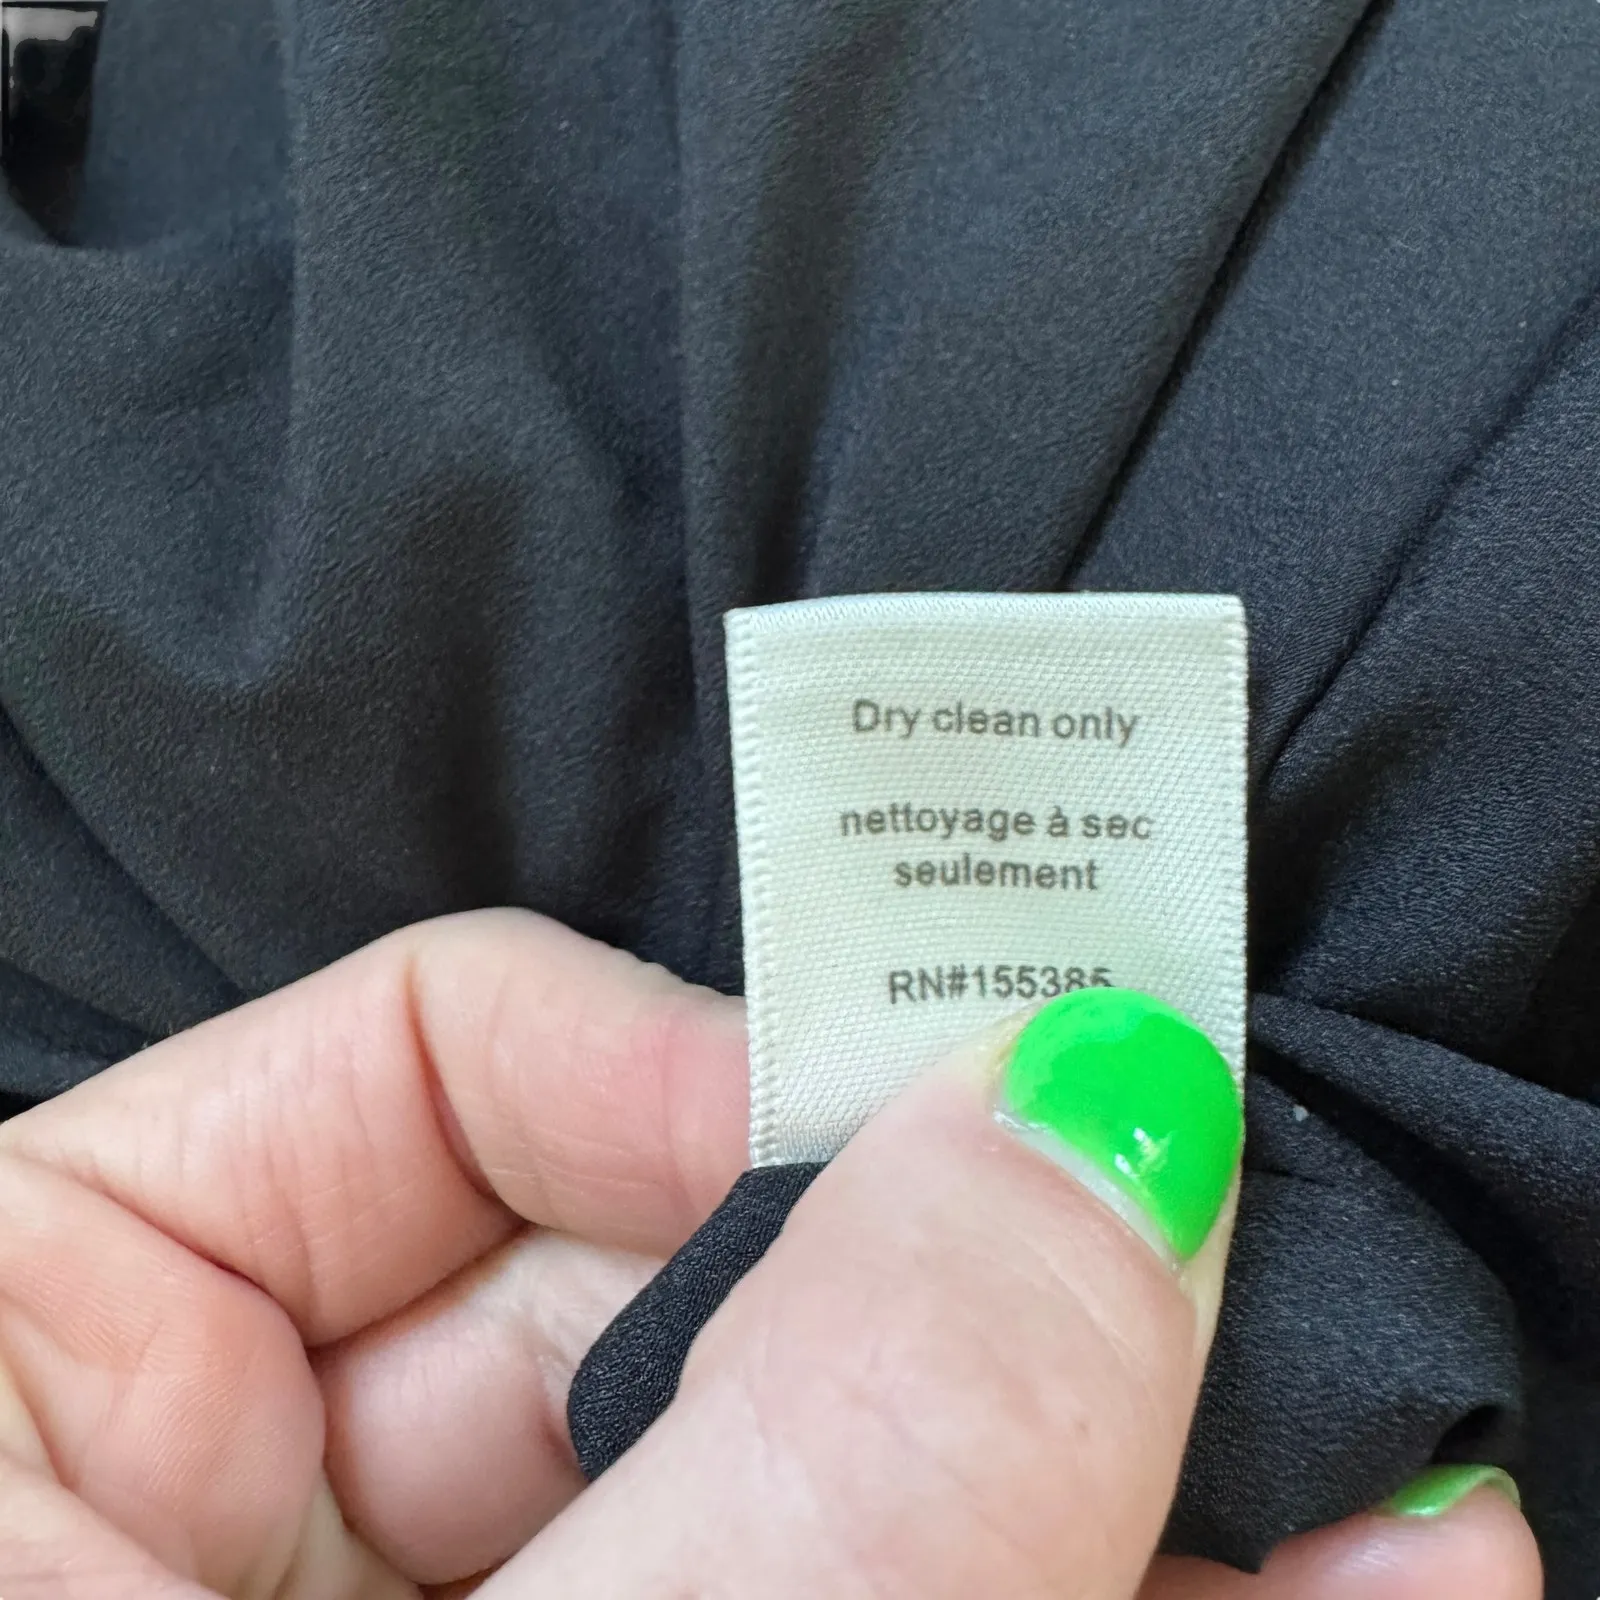 Dry clean only
nettoyage à sec
seulement
RN#155385